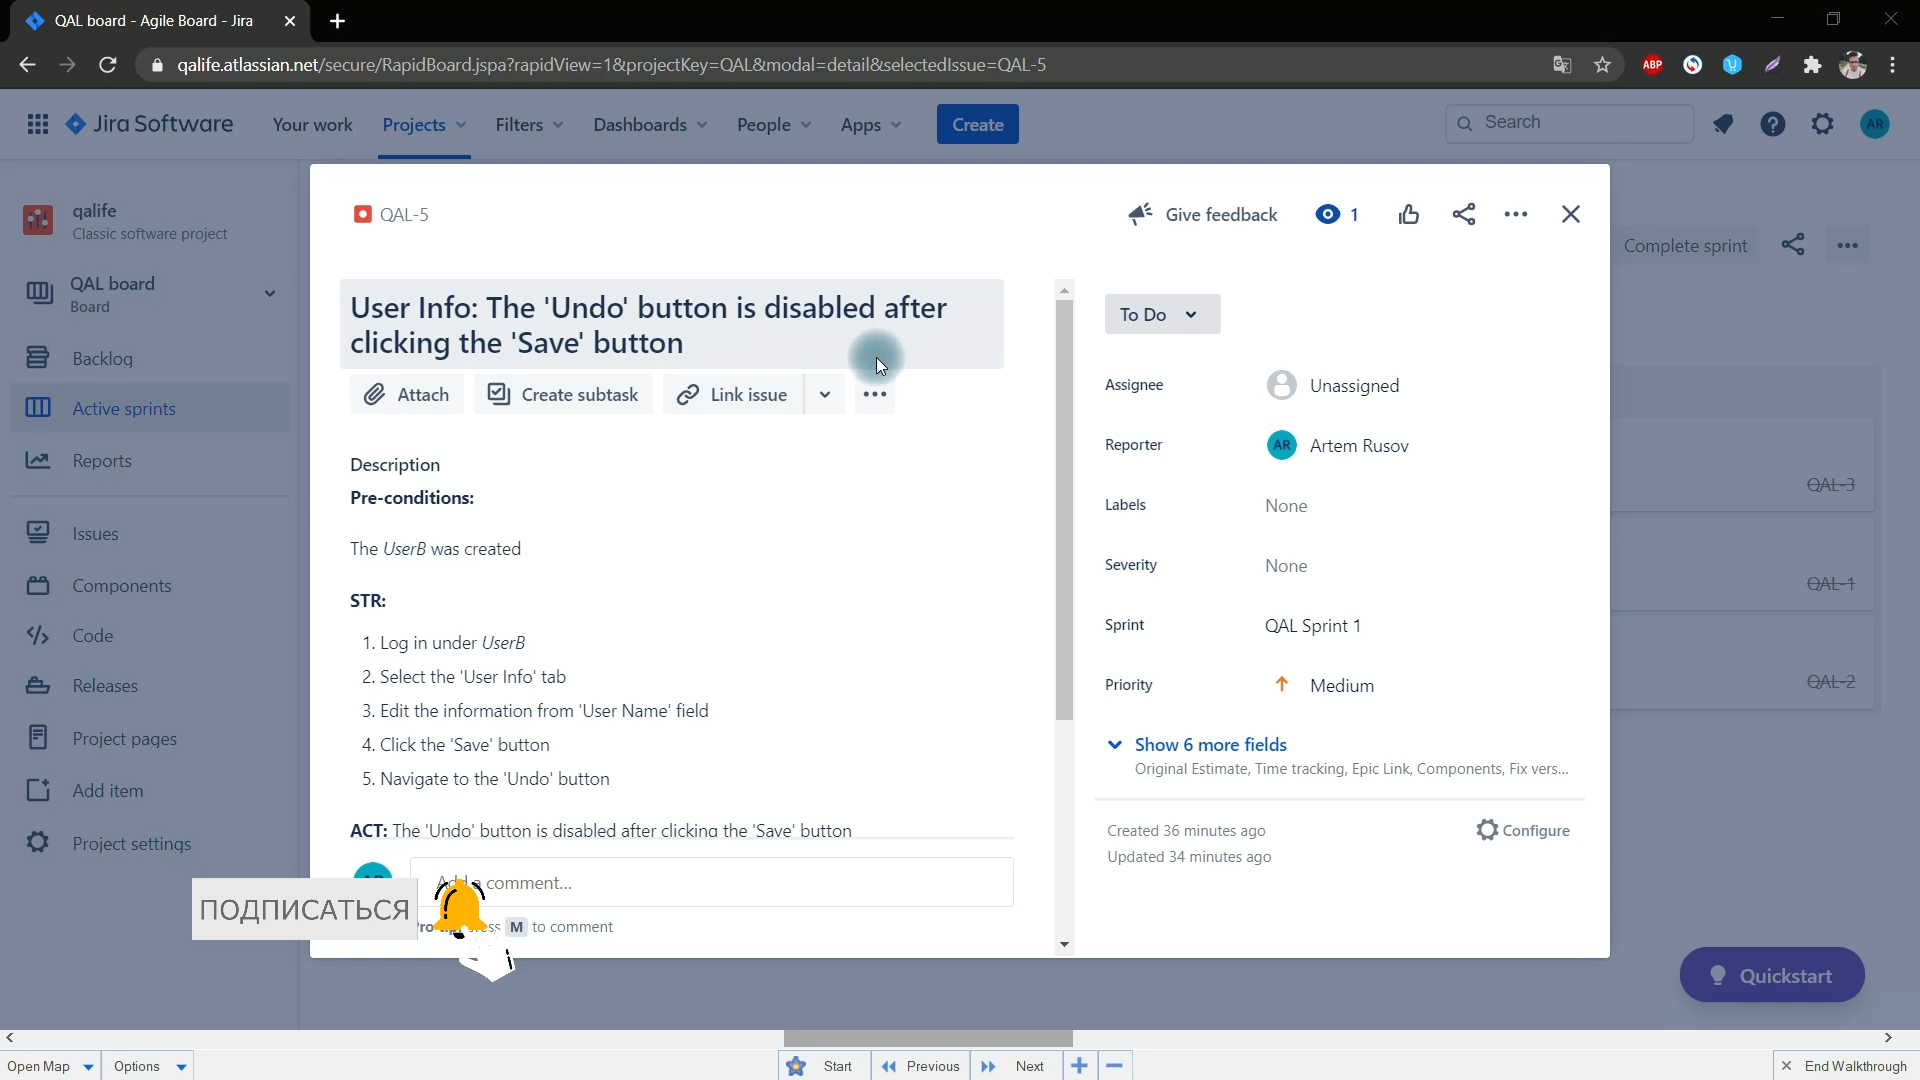 QAL board - Agile Board - Jira
qalife.atlassian.net/secure/RapidBoard.jspa?rapidView=1&projectKey=QAL&modal=detail&selectedIssue=QAL-5
ABP
Jira Software
Your work
Projects
Filters
Dashboards
People
Apps
Create
Search
AR
qalife
Classic software project
QAL board
Board
Backlog
Active sprints
Reports
Issues
Components
Code
Releases
Project pages
Add item
Project settings
QAL-5
Give feedback
1
User Info: The 'Undo' button is disabled after
clicking the 'Save' button
Attach
Create subtask
Link issue
Description
Pre-conditions:
The UserB was created
STR:
1. Log in under UserB
2. Select the 'User Info' tab
3. Edit the information from 'User Name' field
4. Click the 'Save' button
5. Navigate to the 'Undo' button
ACT: The 'Undo' button is disabled after clicking the 'Save' button
comment...
M to comment
ПОДПИСАТЬСЯ
To Do
Assignee
Unassigned
Reporter
AR Artem Rusov
Labels
None
Severity
None
Sprint
QAL Sprint 1
Priority
Medium
Show 6 more fields
Original Estimate, Time tracking, Epic Link, Components, Fix vers...
Created 36 minutes ago
Updated 34 minutes ago
Configure
Complete sprint
QAL-3
QAL-1
QAL-2
Quickstart
Open Map
Options
Start
Previous
Next
End Walkthrough